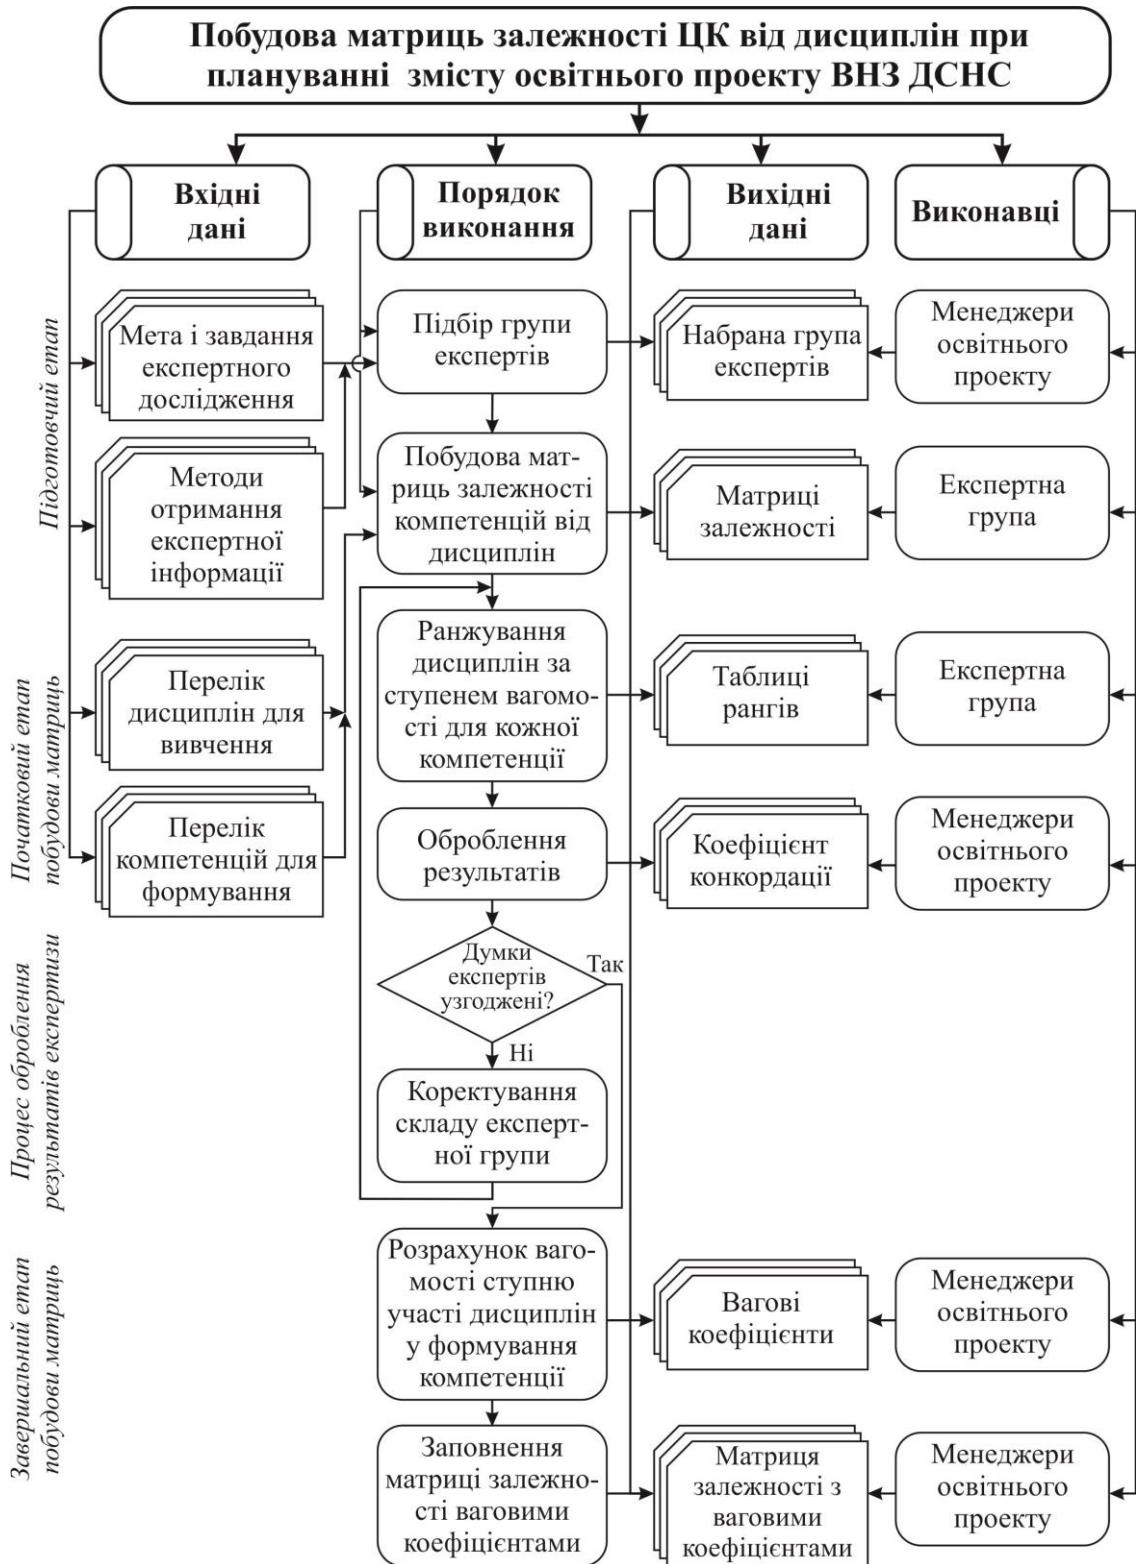 Побудова матриць залежності ЦК від дисциплін при
плануванні змісту освітнього проекту ВНЗ ДСНС
Вхідні
дані
Порядок
виконання
Вихідні
дані
Виконавці
Підготовчий етап
Мета і завдання
експертного
дослідження
Підбір групи
експертів
Набрана група
експертів
Менеджери
освітнього
проекту
Методи
отримання
експертної
інформації
Побудова мат-
риць залежності
компетенцій від
дисциплін
Матриці
залежності
Експертна
група
Початковий етап
побудови матриць
Перелік
дисциплін для
вивчення
Ранжування
дисциплін за
ступенем вагомо-
сті для кожної
компетенції
Таблиці
рангів
Експертна
група
Перелік
компетенцій для
формування
Оброблення
результатів
Коефіцієнт
конкордації
Менеджери
освітнього
проекту
Процес оброблення
результатів експертизи
Думки
експертів
узгоджені?
Так
Ні
Коректування
складу експерт-
ної групи
Завершальний етап
побудови матриць
Розрахунок ваго-
мості ступню
участі дисциплін
у формування
компетенції
Вагові
коефіцієнти
Менеджери
освітнього
проекту
Заповнення
матриці залежно-
сті ваговими
коефіцієнтами
Матриця
залежності з
ваговими
коефіцієнтами
Менеджери
освітнього
проекту